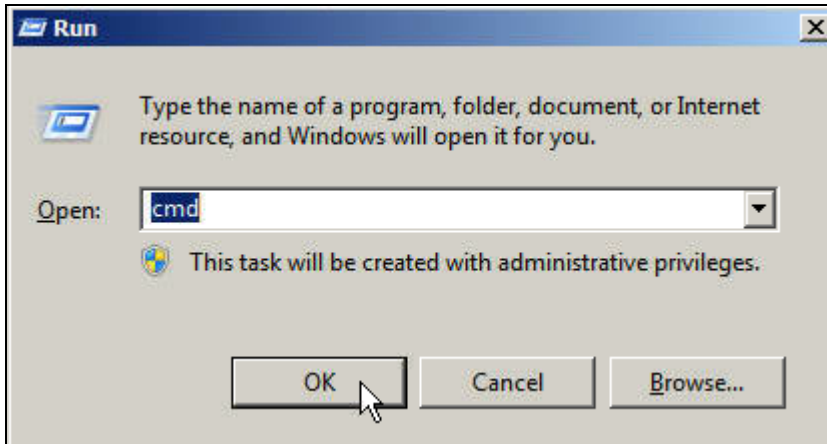 Run
Type the name of a program, folder, document, or Internet
resource, and Windows will open it for you.
Open:
cmd
This task will be created with administrative privileges.
OK
Cancel
Browse...